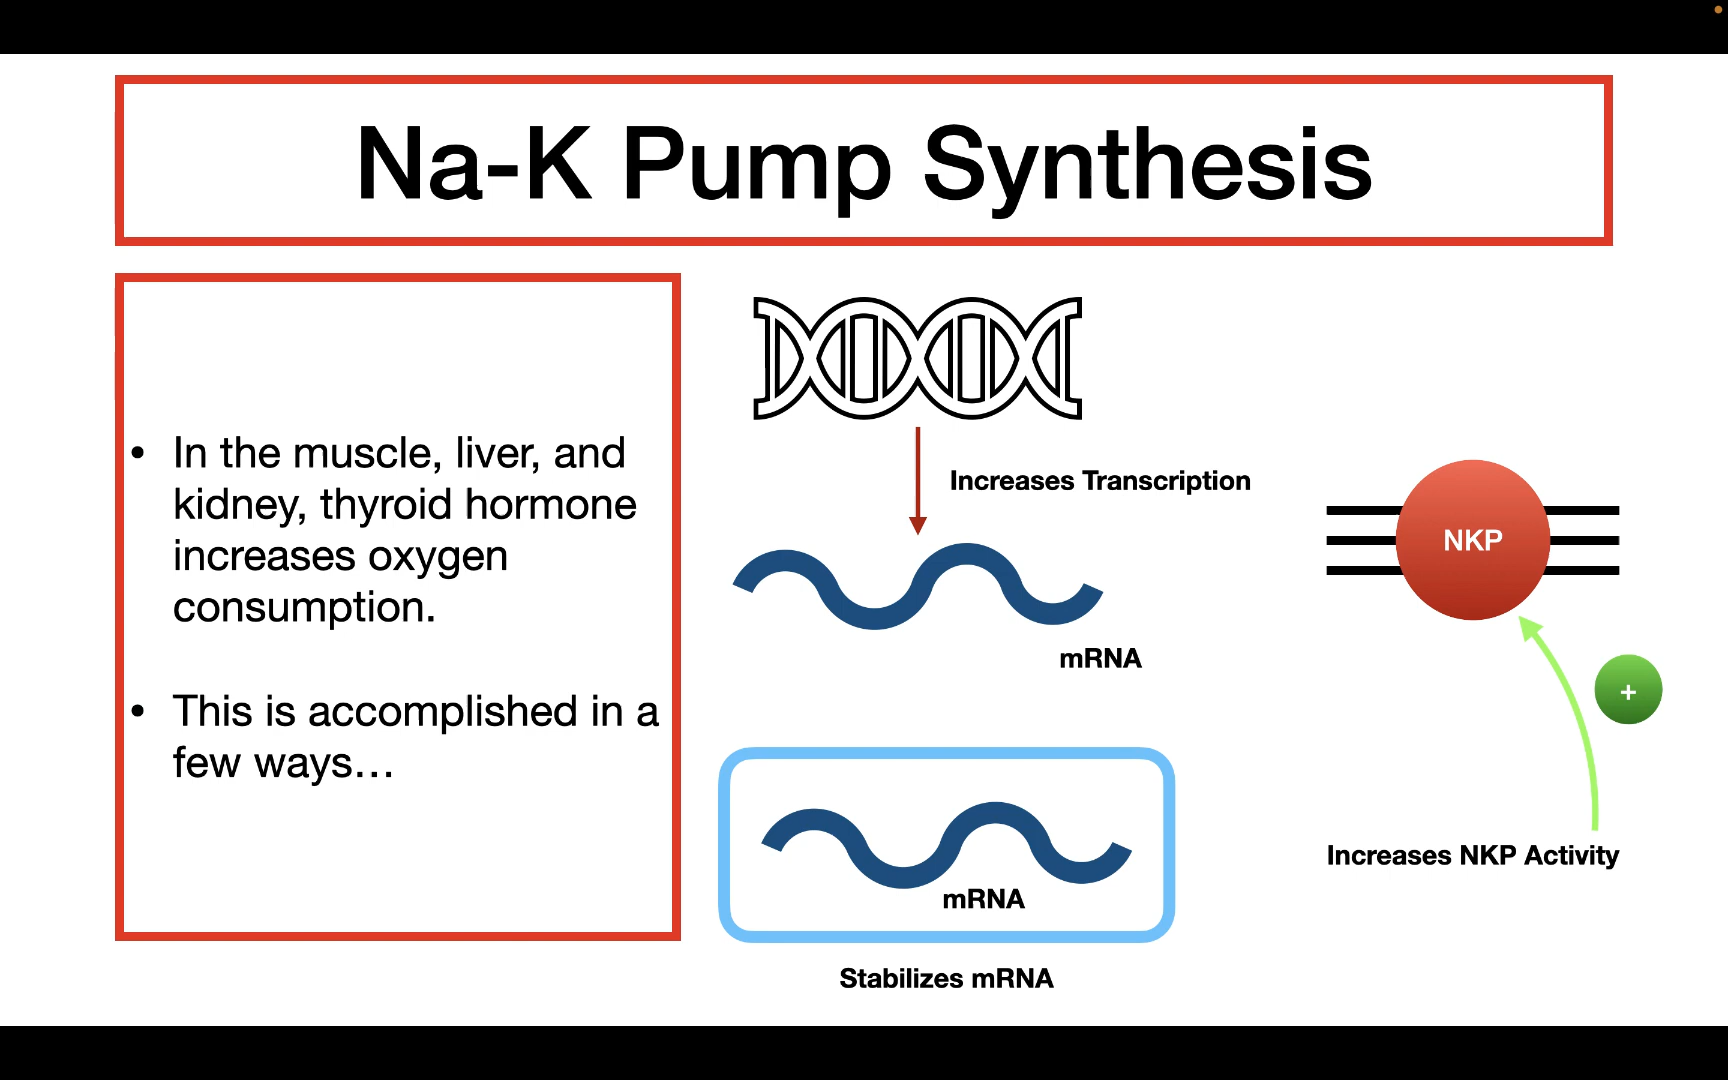 Na-K Pump Synthesis
• In the muscle, liver, and
kidney, thyroid hormone
increases oxygen
consumption.
• This is accomplished in a
few ways…
Increases Transcription
mRNA
mRNA
Stabilizes mRNA
NKP
+
Increases NKP Activity